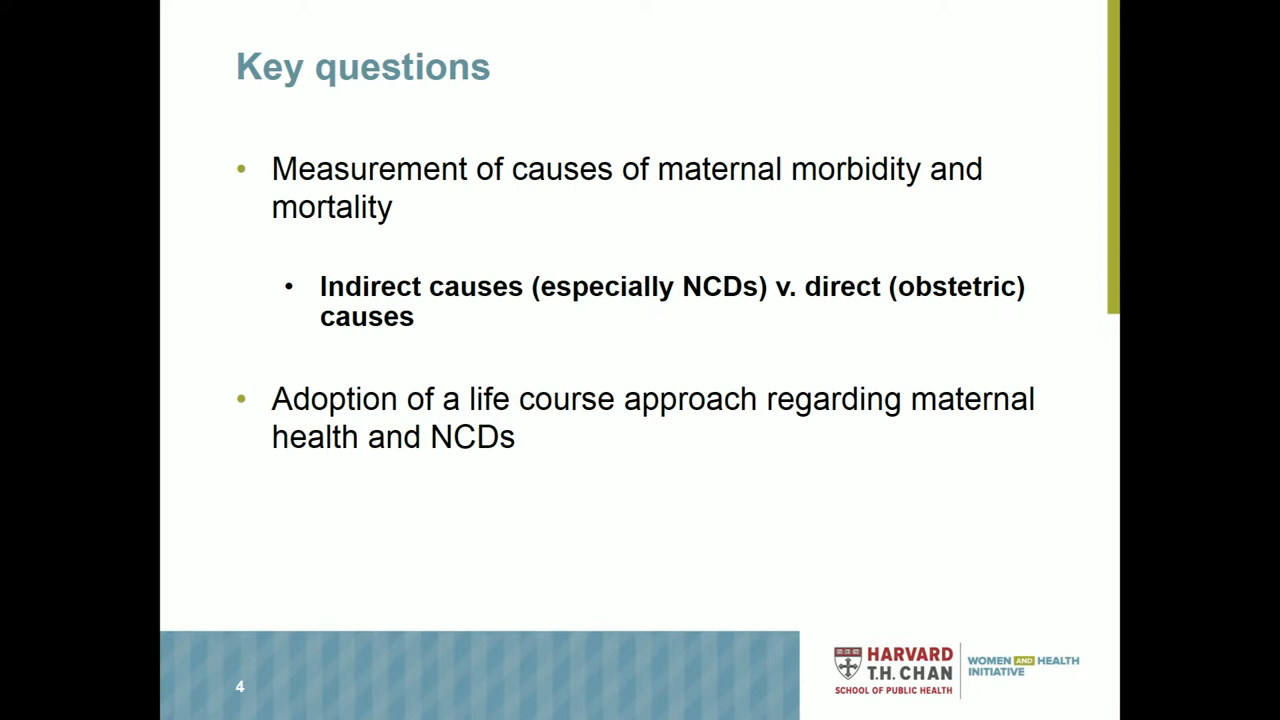 Key questions
• Measurement of causes of maternal morbidity and
mortality
• Indirect causes (especially NCDs) v. direct (obstetric)
causes
• Adoption of a life course approach regarding maternal
health and NCDs
4
HARVARD
T.H. CHAN
SCHOOL OF PUBLIC HEALTH
WOMEN AND HEALTH
INITIATIVE